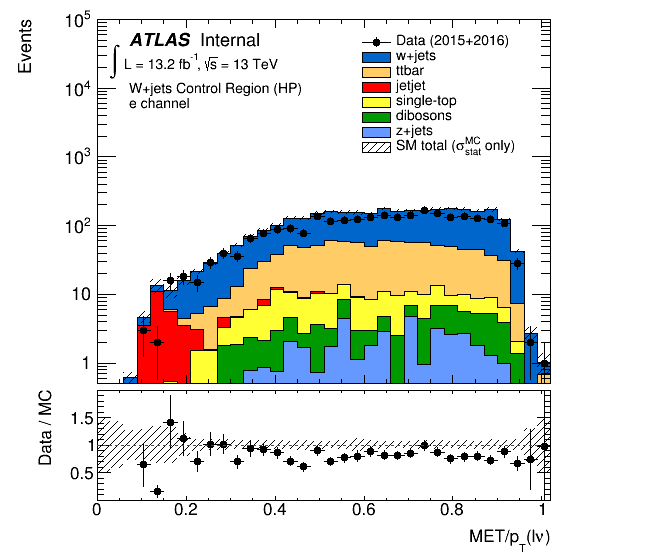 Events
10^5
10^4
10^3
10^2
10
1
ATLAS Internal
∫ L = 13.2 fb^-1, √s = 13 TeV
W+jets Control Region (HP)
e channel
Data (2015+2016)
w+jets
ttbar
jetjet
single-top
dibosons
z+jets
SM total (σ^MC_stat only)
Data / MC
1.5
1
0.5
0 0.2 0.4 0.6 0.8 1
MET/p_T(lν)